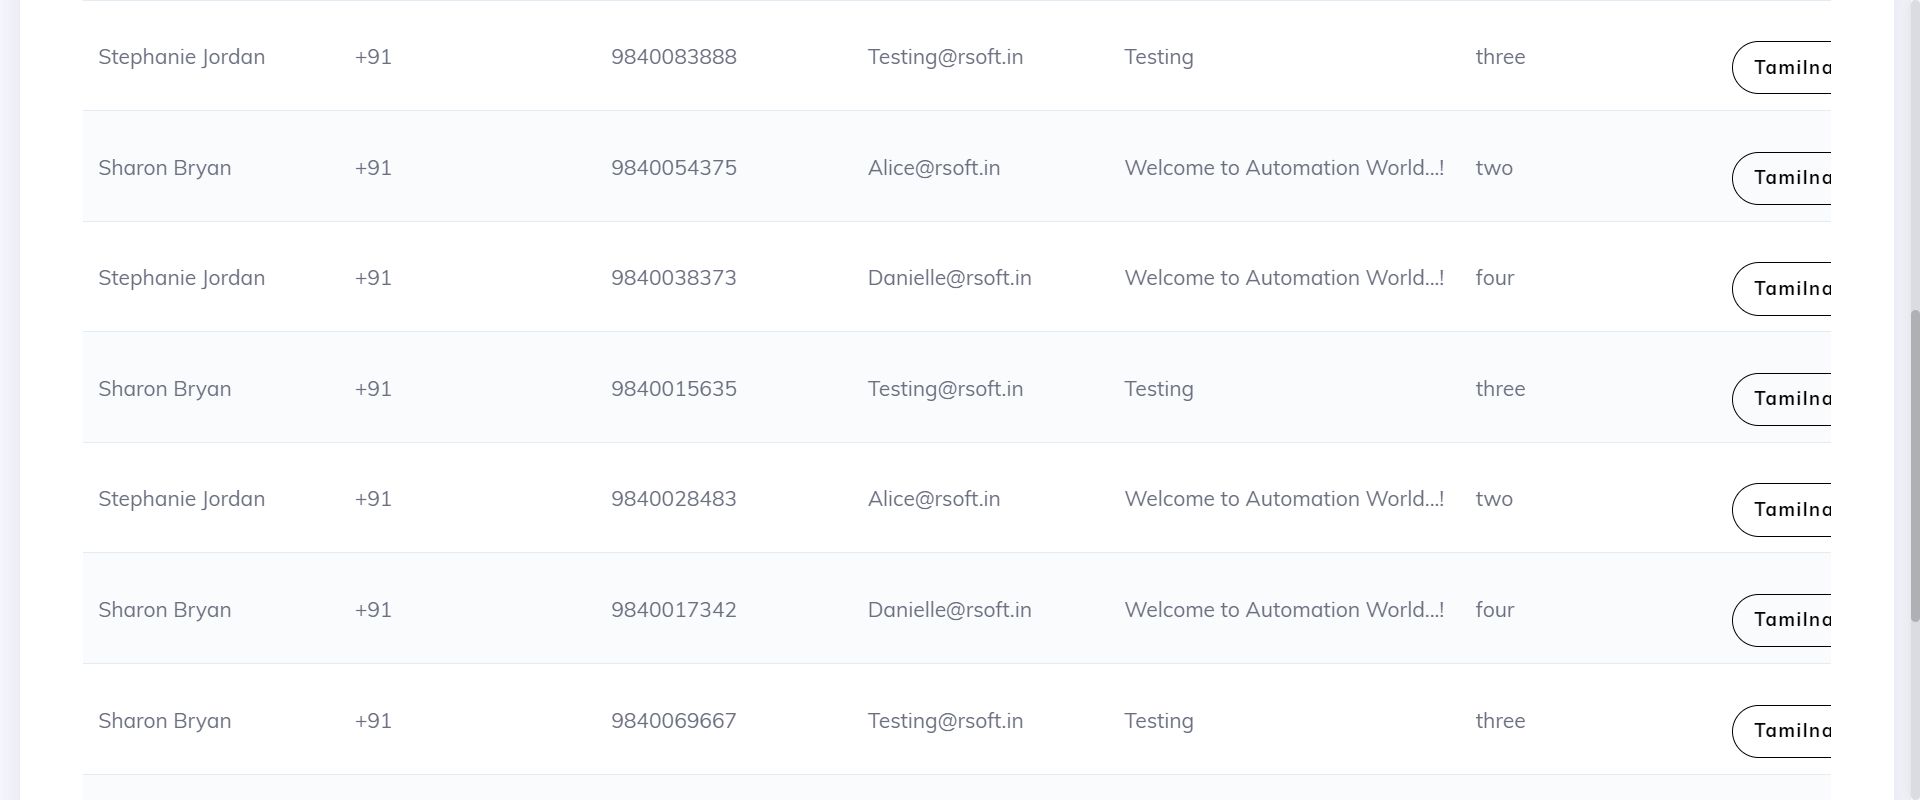 Stephanie Jordan +91 9840083888 Testing@rsoft.in Testing three Tamilna
Sharon Bryan +91 9840054375 Alice@rsoft.in Welcome to Automation World...! two Tamilna
Stephanie Jordan +91 9840038373 Danielle@rsoft.in Welcome to Automation World...! four Tamilna
Sharon Bryan +91 9840015635 Testing@rsoft.in Testing three Tamilna
Stephanie Jordan +91 9840028483 Alice@rsoft.in Welcome to Automation World...! two Tamilna
Sharon Bryan +91 9840017342 Danielle@rsoft.in Welcome to Automation World...! four Tamilna
Sharon Bryan +91 9840069667 Testing@rsoft.in Testing three Tamilna